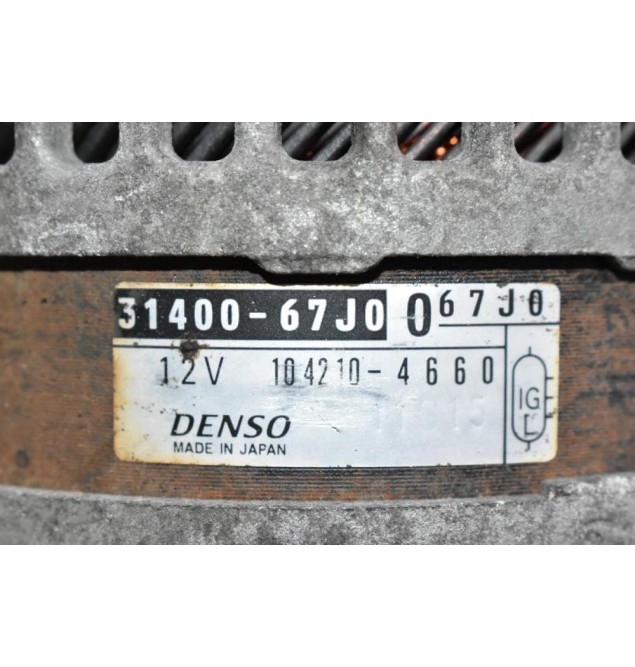 31400-67J0 0 67J0
12V 104210-4660
IG
L
DENSO
MADE IN JAPAN